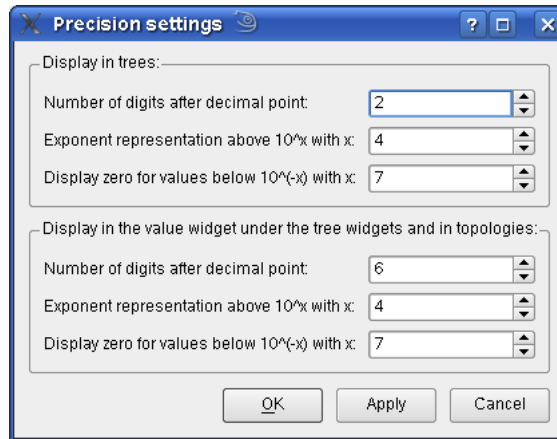 Precision settings
Display in trees:
Number of digits after decimal point: 2
Exponent representation above 10^x with x: 4
Display zero for values below 10^(-x) with x: 7
Display in the value widget under the tree widgets and in topologies:
Number of digits after decimal point: 6
Exponent representation above 10^x with x: 4
Display zero for values below 10^(-x) with x: 7
OK Apply Cancel